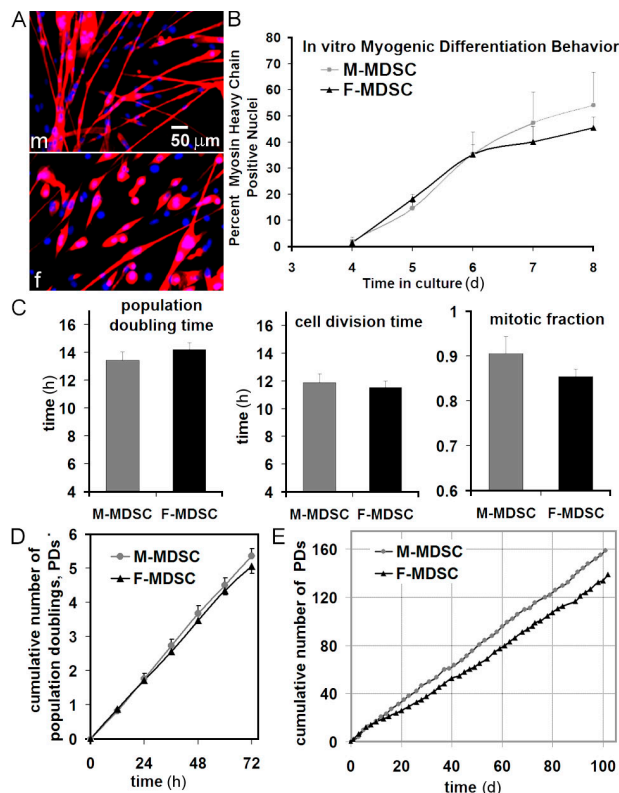 A
m
50 µm
f
B
In vitro Myogenic Differentiation Behavior
M-MDSC
F-MDSC
Percent Myosin Heavy Chain
Positive Nuclei
80
70
60
50
40
30
20
10
0
3 4 5 6 7 8
Time in culture (d)
C
population
doubling time
time (h)
16
14
12
10
8
6
4
M-MDSC F-MDSC
cell division time
time (h)
16
14
12
10
8
6
4
M-MDSC F-MDSC
mitotic fraction
1
0.9
0.8
0.7
0.6
M-MDSC F-MDSC
D
cumulative number of
population doublings, PDs
6
5
4
3
2
1
0
M-MDSC
F-MDSC
0 24 48 72
time (h)
E
cumulative number of PDs
160
120
80
40
0
M-MDSC
F-MDSC
0 20 40 60 80 100
time (d)